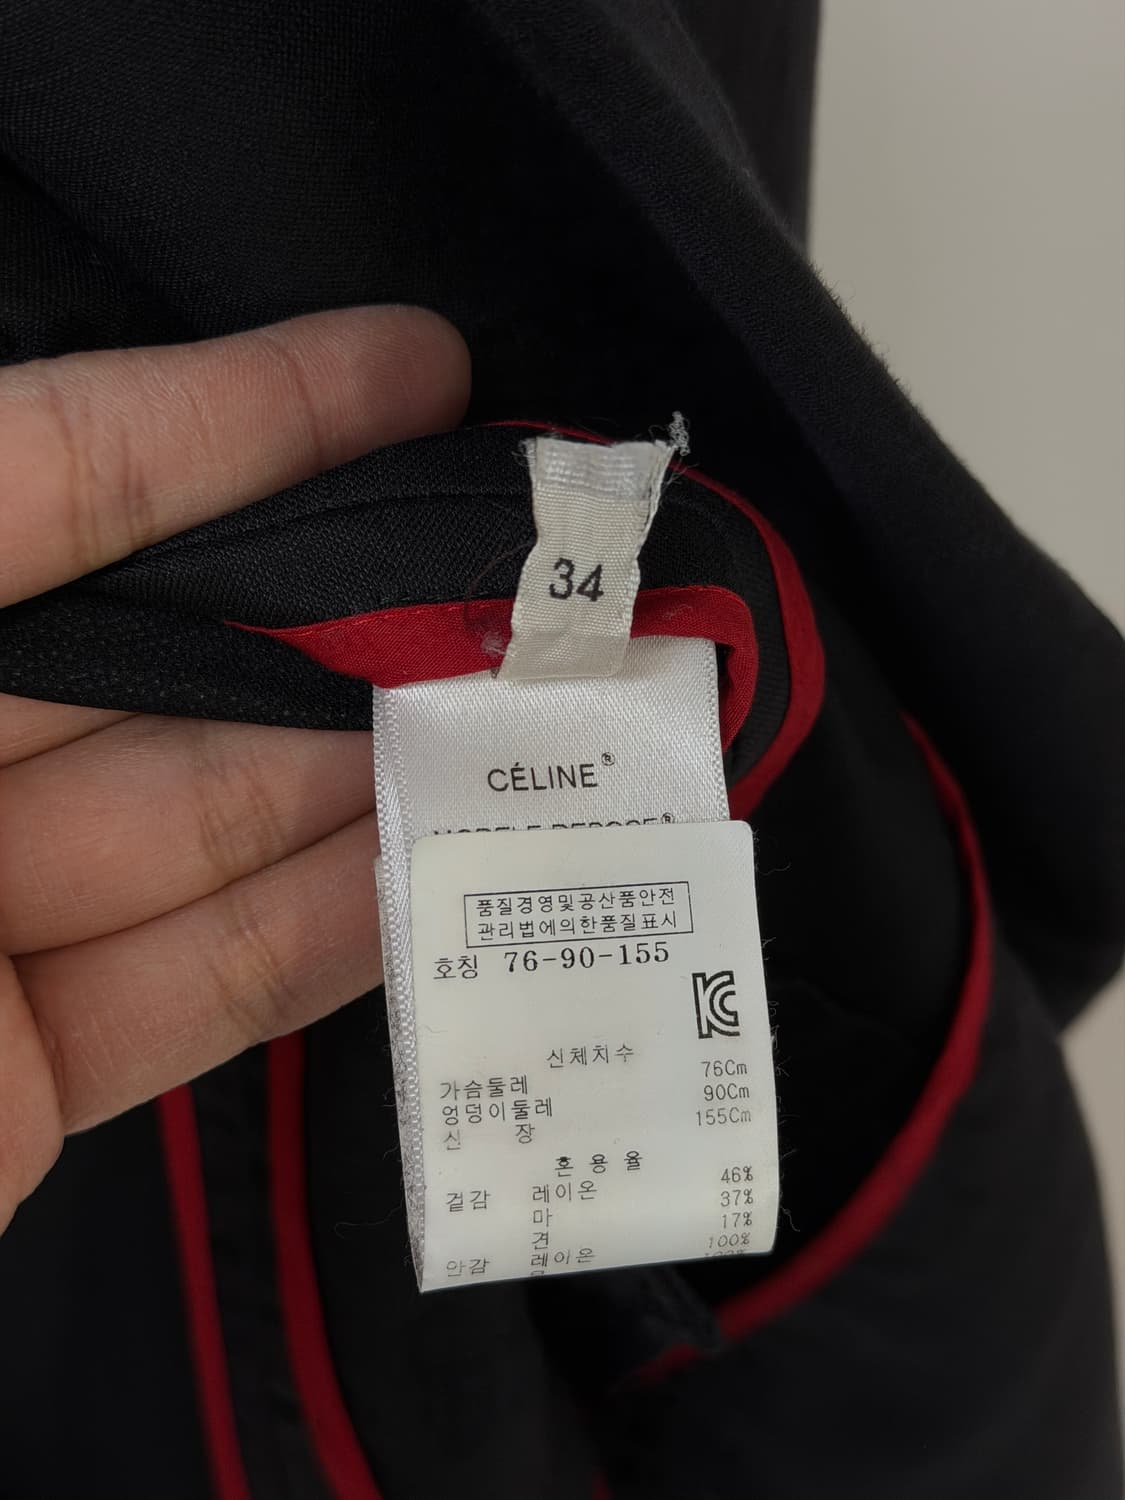 34
CÉLINE®
MODELE DEPOSE®
품질경영및공산품안전
관리법에의한품질표시
호칭 76-90-155
신체치수
가슴둘레 76Cm
엉덩이둘레 90Cm
신 장 155Cm
혼 용 율
겉감 레이온 46%
마 37%
견 17%
안감 레이온 100%
100%